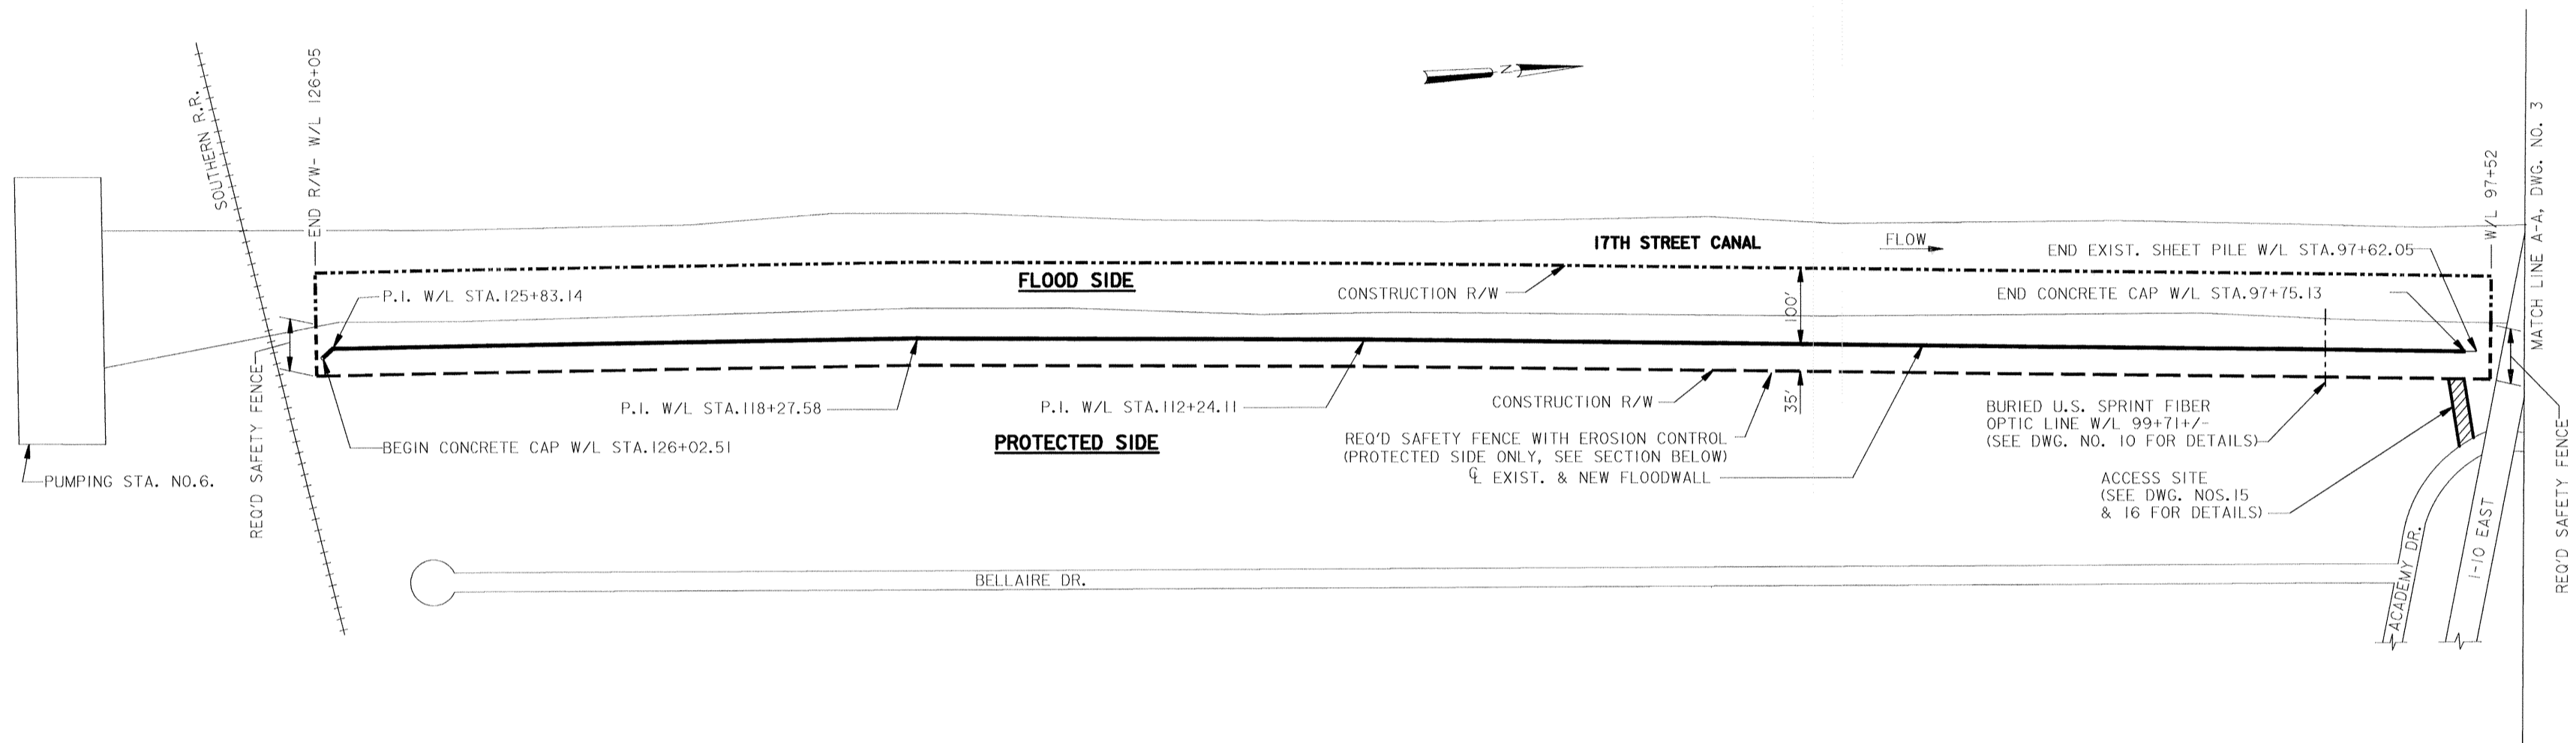 SOUTHERN R.R.
END R/W- W/L 126+05
N
MATCH LINE A-A, DWG. NO. 3
W/L 97+52
17TH STREET CANAL
FLOW
END EXIST. SHEET PILE W/L STA.97+62.05
FLOOD SIDE
P.I. W/L STA.125+83.14
CONSTRUCTION R/W
100'
END CONCRETE CAP W/L STA.97+75.13
REQ'D SAFETY FENCE
P.I. W/L STA.118+27.58
P.I. W/L STA.112+24.11
CONSTRUCTION R/W
35'
BURIED U.S. SPRINT FIBER
OPTIC LINE W/L 99+71+/-
(SEE DWG. NO. 10 FOR DETAILS)
BEGIN CONCRETE CAP W/L STA.126+02.51
PROTECTED SIDE
REQ'D SAFETY FENCE WITH EROSION CONTROL
(PROTECTED SIDE ONLY, SEE SECTION BELOW)
℄ EXIST. & NEW FLOODWALL
PUMPING STA. NO.6.
ACCESS SITE
(SEE DWG. NOS.15
& 16 FOR DETAILS)
REQ'D SAFETY FENCE
BELLAIRE DR.
ACADEMY DR.
I-10 EAST